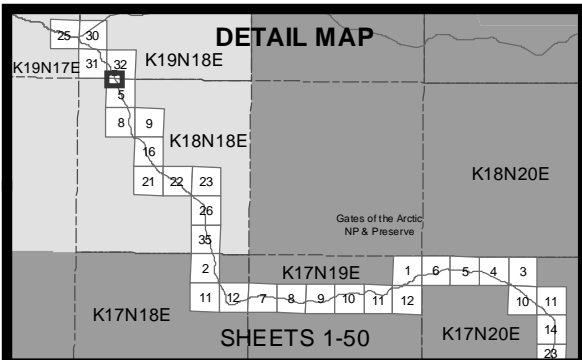 DETAIL MAP
25 30
K19N17E 31 32 K19N18E
5
8 9
16 K18N18E
21 22 23 K18N20E
26
Gates of the Arctic
NP & Preserve
35
2 K17N19E 1 6 5 4 3
11 12 7 8 9 10 11 12 10 11
K17N18E SHEETS 1-50 K17N20E 14
23